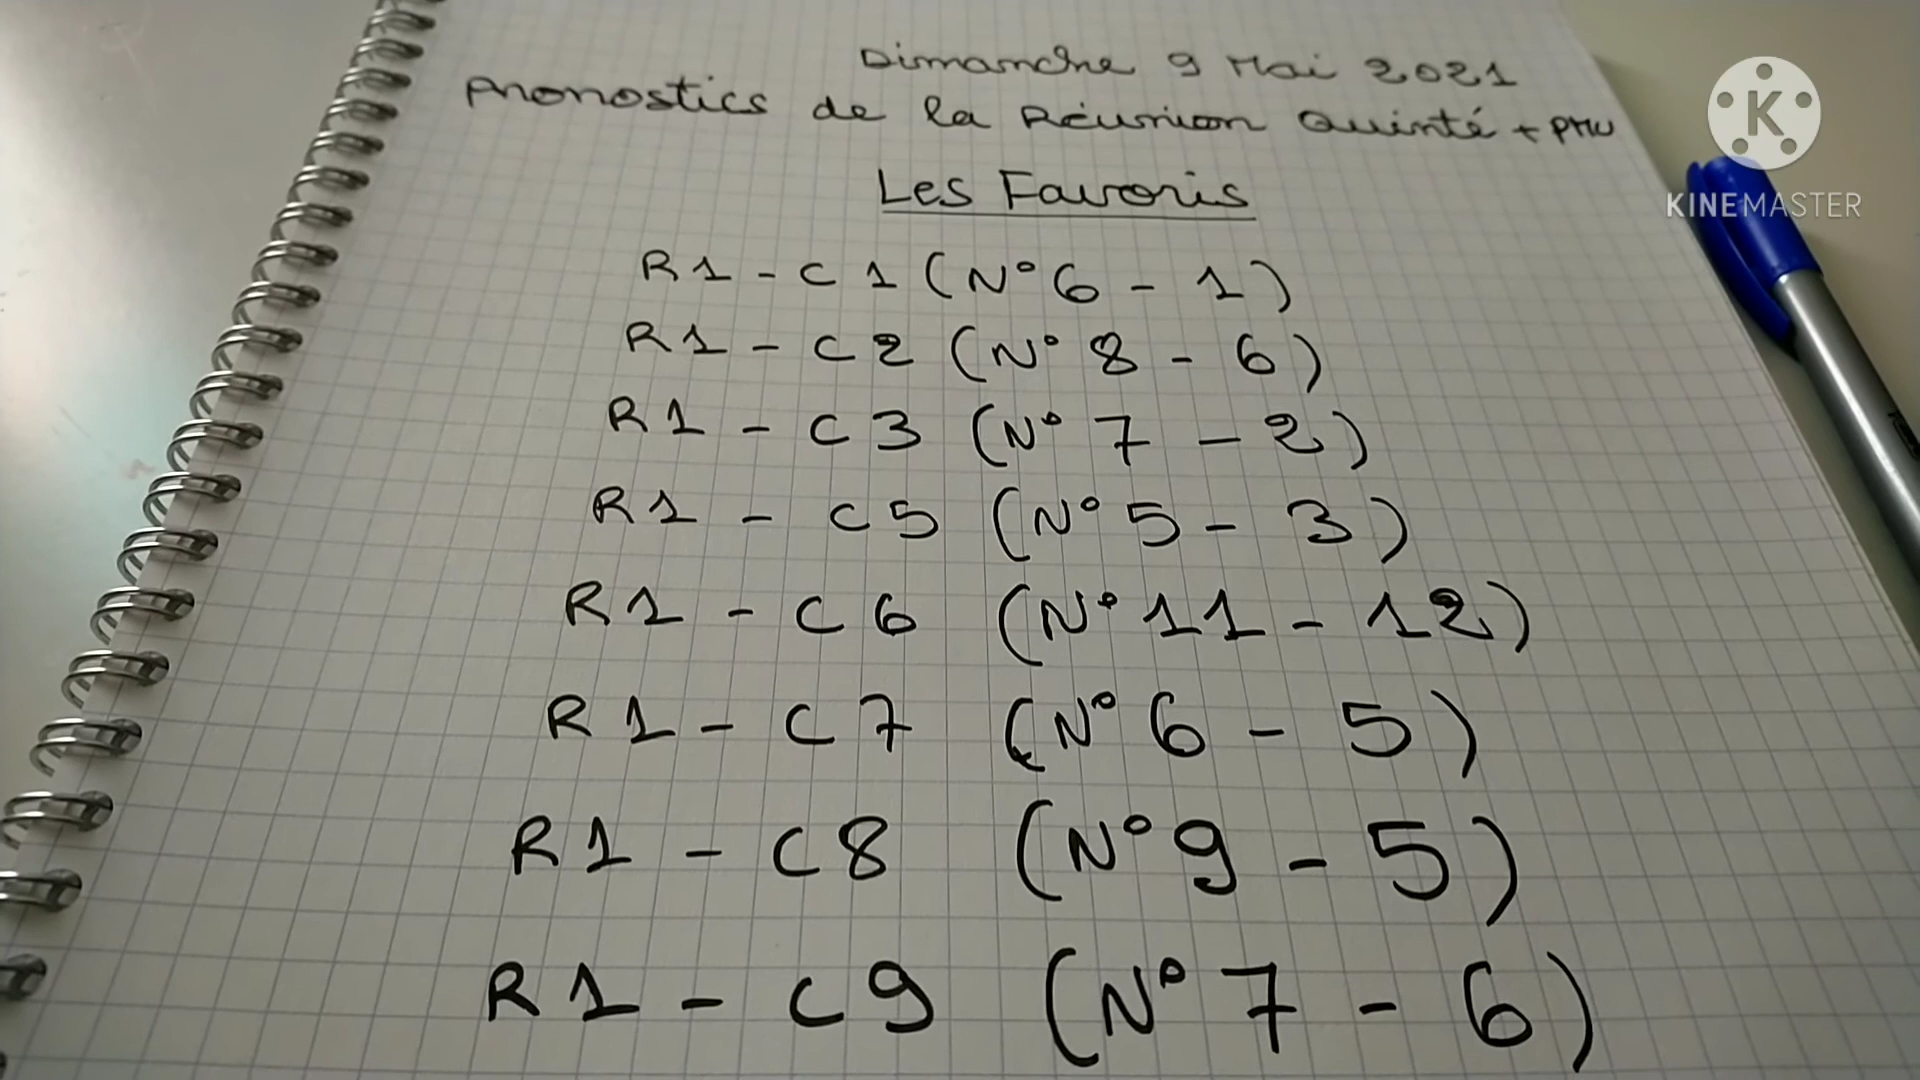 Dimanche 9 Mai 2021
Pronostics de la Réunion Quinté + PMU
Les Favoris
R1 - C1 (N°6 - 1)
R1 - C2 (N° 8 - 6)
R1 - C3 (N° 7 - 2)
R1 - C5 (N° 5 - 3)
R1 - C6 (N° 11 - 12)
R1 - C7 (N° 6 - 5)
R1 - C8 (N° 9 - 5)
R1 - C9 (N° 7 - 6)
K
KINEMASTER